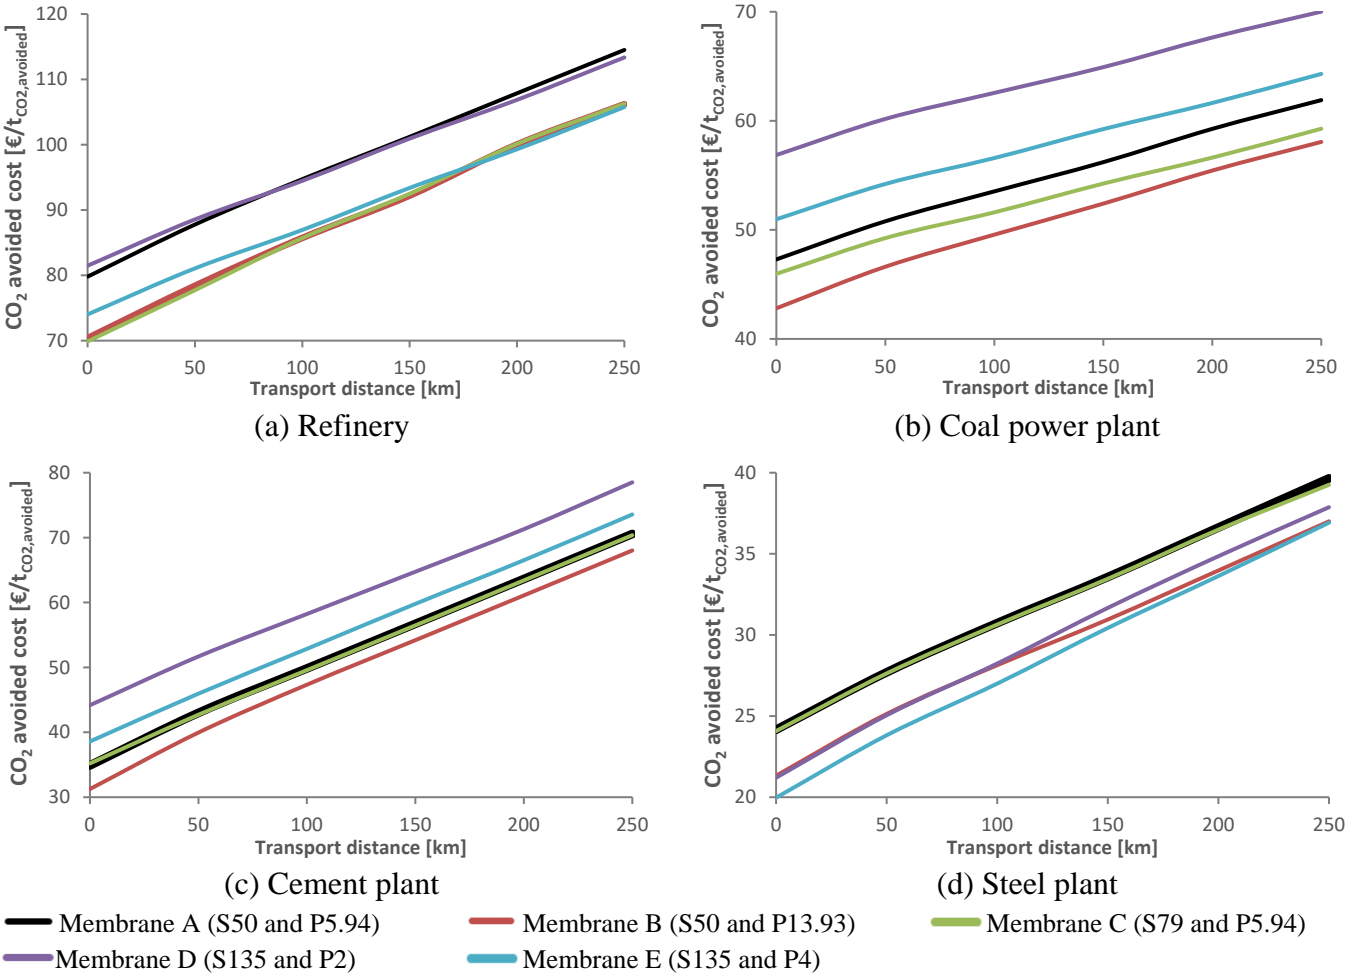 CO2 avoided cost [€/tCO2,avoided]
120
110
100
90
80
70
0 50 100 150 200 250
Transport distance [km]
(a) Refinery
CO2 avoided cost [€/tCO2,avoided]
70
60
50
40
0 50 100 150 200 250
Transport distance [km]
(b) Coal power plant
CO2 avoided cost [€/tCO2,avoided]
80
70
60
50
40
30
0 50 100 150 200 250
Transport distance [km]
(c) Cement plant
CO2 avoided cost [€/tCO2,avoided]
40
35
30
25
20
0 50 100 150 200 250
Transport distance [km]
(d) Steel plant
Membrane A (S50 and P5.94) Membrane B (S50 and P13.93) Membrane C (S79 and P5.94)
Membrane D (S135 and P2) Membrane E (S135 and P4)